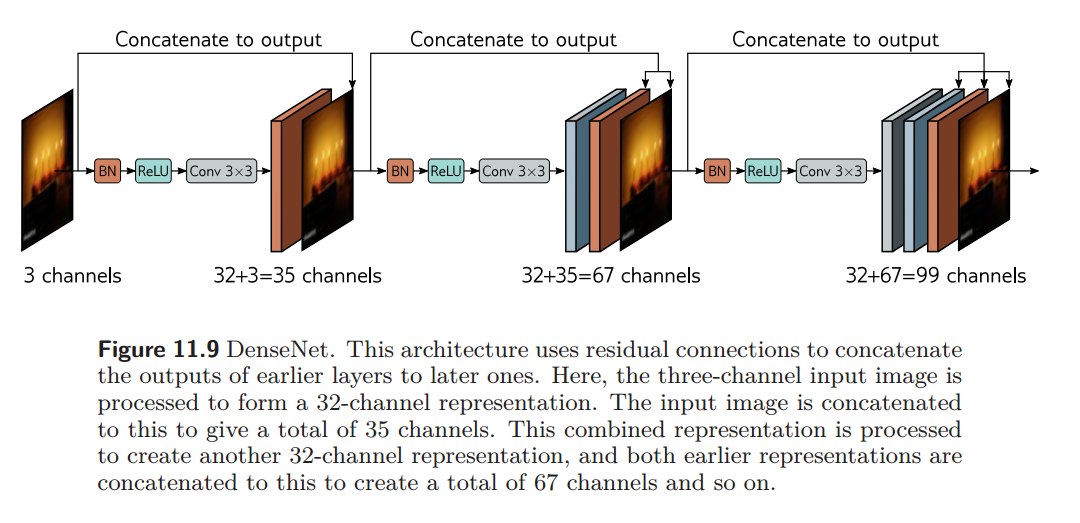 Concatenate to output Concatenate to output Concatenate to output
BN ReLU Conv 3×3 BN ReLU Conv 3×3 BN ReLU Conv 3×3
3 channels 32+3=35 channels 32+35=67 channels 32+67=99 channels
Figure 11.9 DenseNet. This architecture uses residual connections to concatenate
the outputs of earlier layers to later ones. Here, the three-channel input image is
processed to form a 32-channel representation. The input image is concatenated
to this to give a total of 35 channels. This combined representation is processed
to create another 32-channel representation, and both earlier representations are
concatenated to this to create a total of 67 channels and so on.